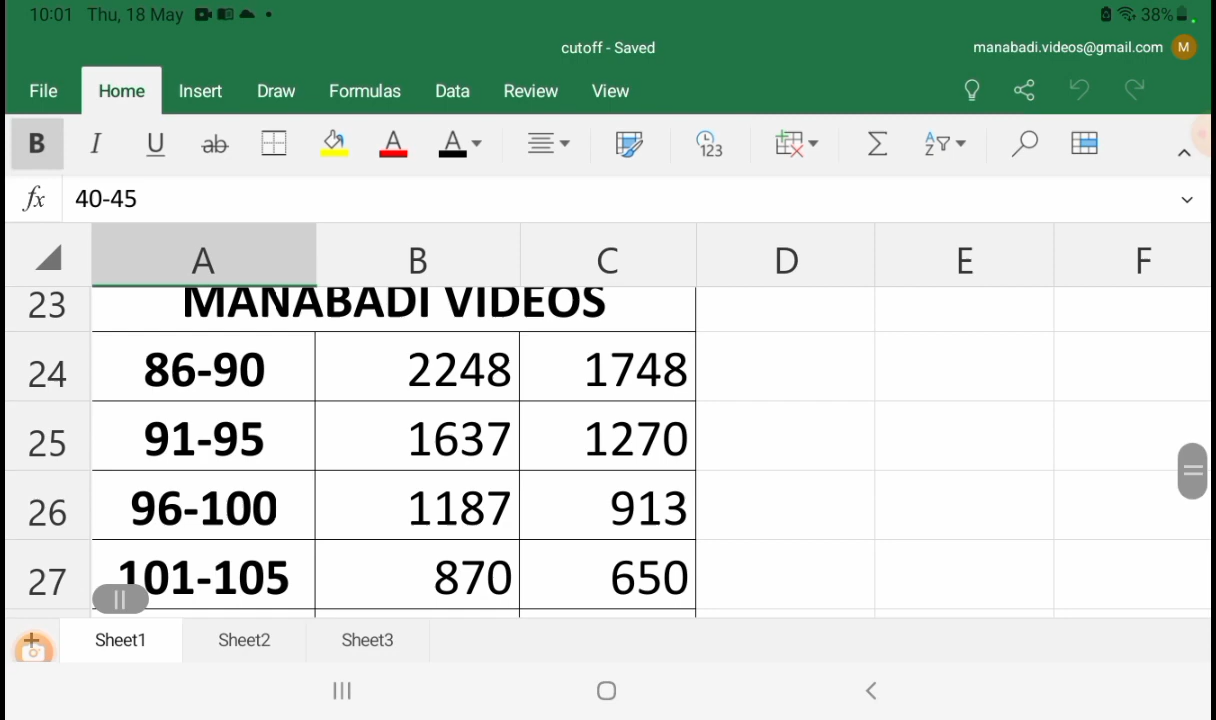 10:01 Thu, 18 May 38%
cutoff - Saved
manabadi.videos@gmail.com M
File Home Insert Draw Formulas Data Review View
B I U ab A A 123 Σ A Z
fx 40-45
A B C D E F
23 MANABADI VIDEOS
24 86-90 2248 1748
25 91-95 1637 1270
26 96-100 1187 913
27 101-105 870 650
Sheet1 Sheet2 Sheet3